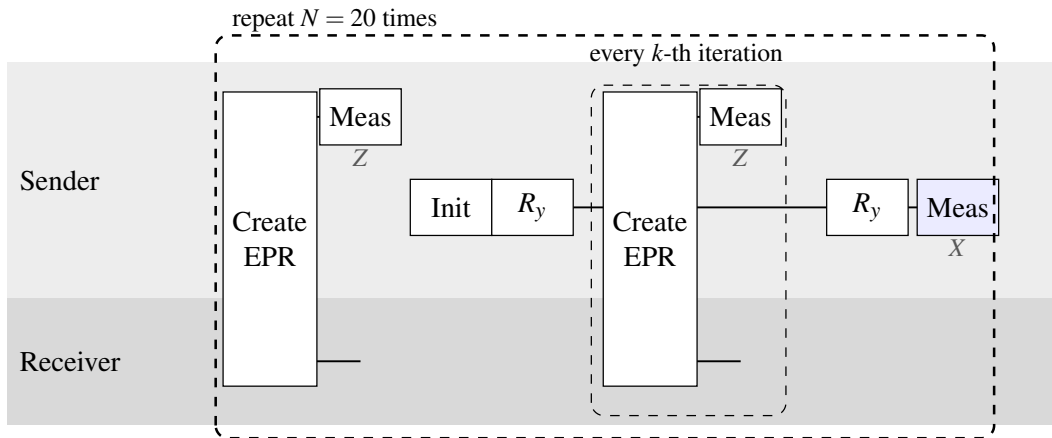 repeat N = 20 times
every k-th iteration
Meas
Z
Meas
Z
Sender
Create
EPR
Init
R_y
Create
EPR
R_y
Meas
X
Receiver